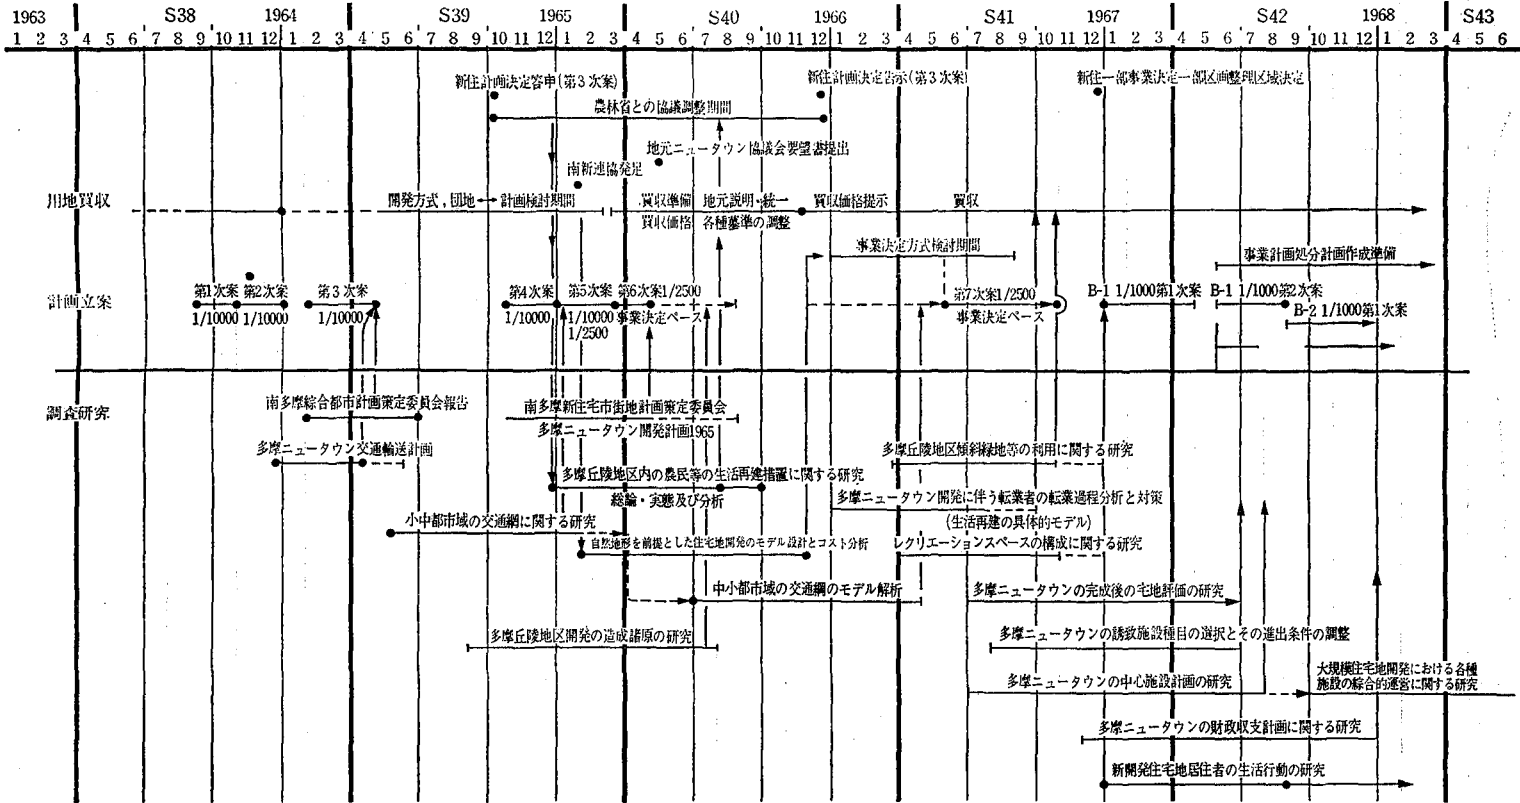 1963 S38 1964 S39 1965 S40 1966 S41 1967 S42 1968 S43
1 2 3 4 5 6 7 8 9 10 11 12 1 2 3 4 5 6 7 8 9 10 11 12 1 2 3 4 5 6 7 8 9 10 11 12 1 2 3 4 5 6 7 8 9 10 11 12 1 2 3 4 5 6 7 8 9 10 11 12 1 2 3 4 5 6
新住計画決定答申(第3次案) 新住計画決定告示(第3次案) 新住一部事業決定一部区画整理区域決定
農林省との協議調整期間
地元ニュータウン協議会要望書提出
南新連協発足
用地買収 開発方式,団地←→計画検討期間 買収準備 地元説明・統一 買収価格提示 買収
買収価格 各種基準の調整
事業決定方式検討期間 事業計画処分計画作成準備
計画立案 第1次案 第2次案 第3次案 第4次案 第5次案 第6次案1/2500 第7次案1/2500 B-1 1/1000第1次案 B-1 1/1000第2次案
1/10000 1/10000 1/10000 1/10000 1/10000 事業決定ベース 事業決定ベース B-2 1/1000第1次案
1/2500
調査研究 南多摩綜合都市計画策定委員会報告 南多摩新住宅市街地計画策定委員会
多摩ニュータウン開発計画1965
多摩ニュータウン交通輸送計画 多摩丘陵地区傾斜緑地等の利用に関する研究
多摩丘陵地区内の農民等の生活再建措置に関する研究
総論・実態及び分析 多摩ニュータウン開発に伴う転業者の転業過程分析と対策
小中都市域の交通網に関する研究 (生活再建の具体的モデル)
自然地形を前提とした住宅地開発のモデル設計とコスト分析 レクリエーションスペースの構成に関する研究
中小都市域の交通網のモデル解析 多摩ニュータウンの完成後の宅地評価の研究
多摩丘陵地区開発の造成諸原の研究 多摩ニュータウンの誘致施設種目の選択とその進出条件の調整
多摩ニュータウンの中心施設計画の研究 大規模住宅地開発における各種
施設の綜合的運営に関する研究
多摩ニュータウンの財政収支計画に関する研究
新開発住宅地居住者の生活行動の研究